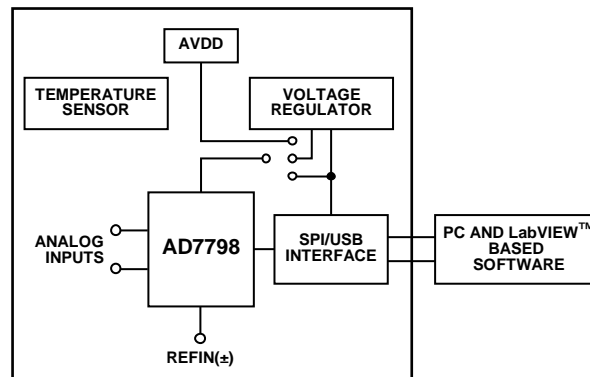 AVDD
TEMPERATURE
SENSOR
VOLTAGE
REGULATOR
ANALOG
INPUTS
AD7798
SPI/USB
INTERFACE
PC AND LabVIEW™
BASED
SOFTWARE
REFIN(±)